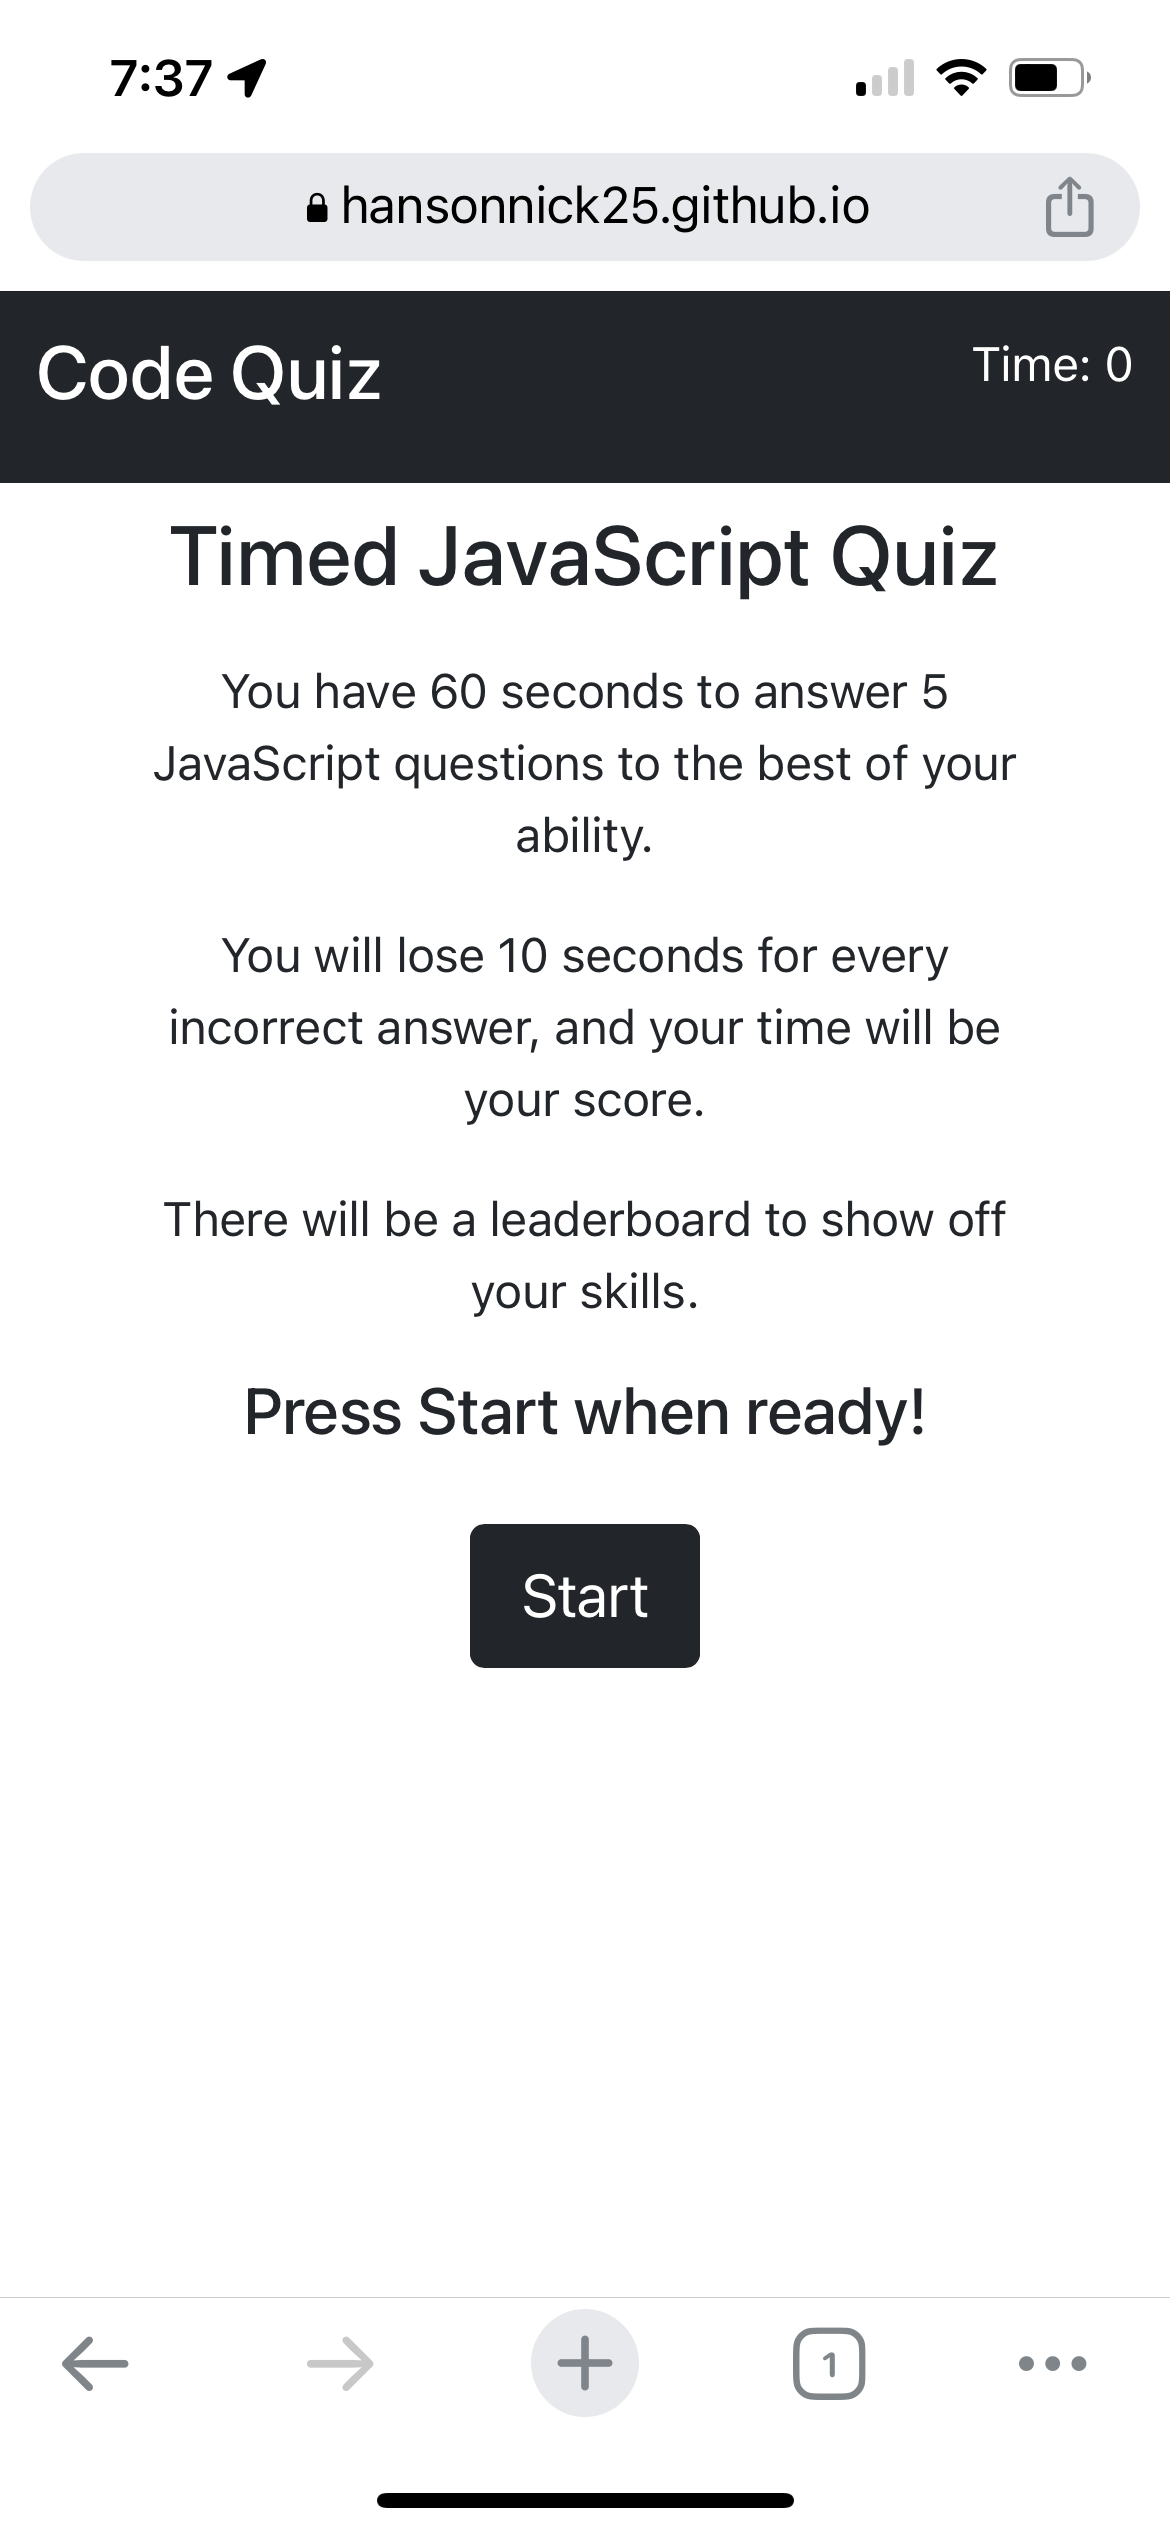 7:37
hansonnick25.github.io
Code Quiz
Time: 0
Timed JavaScript Quiz
You have 60 seconds to answer 5
JavaScript questions to the best of your
ability.
You will lose 10 seconds for every
incorrect answer, and your time will be
your score.
There will be a leaderboard to show off
your skills.
Press Start when ready!
Start
1